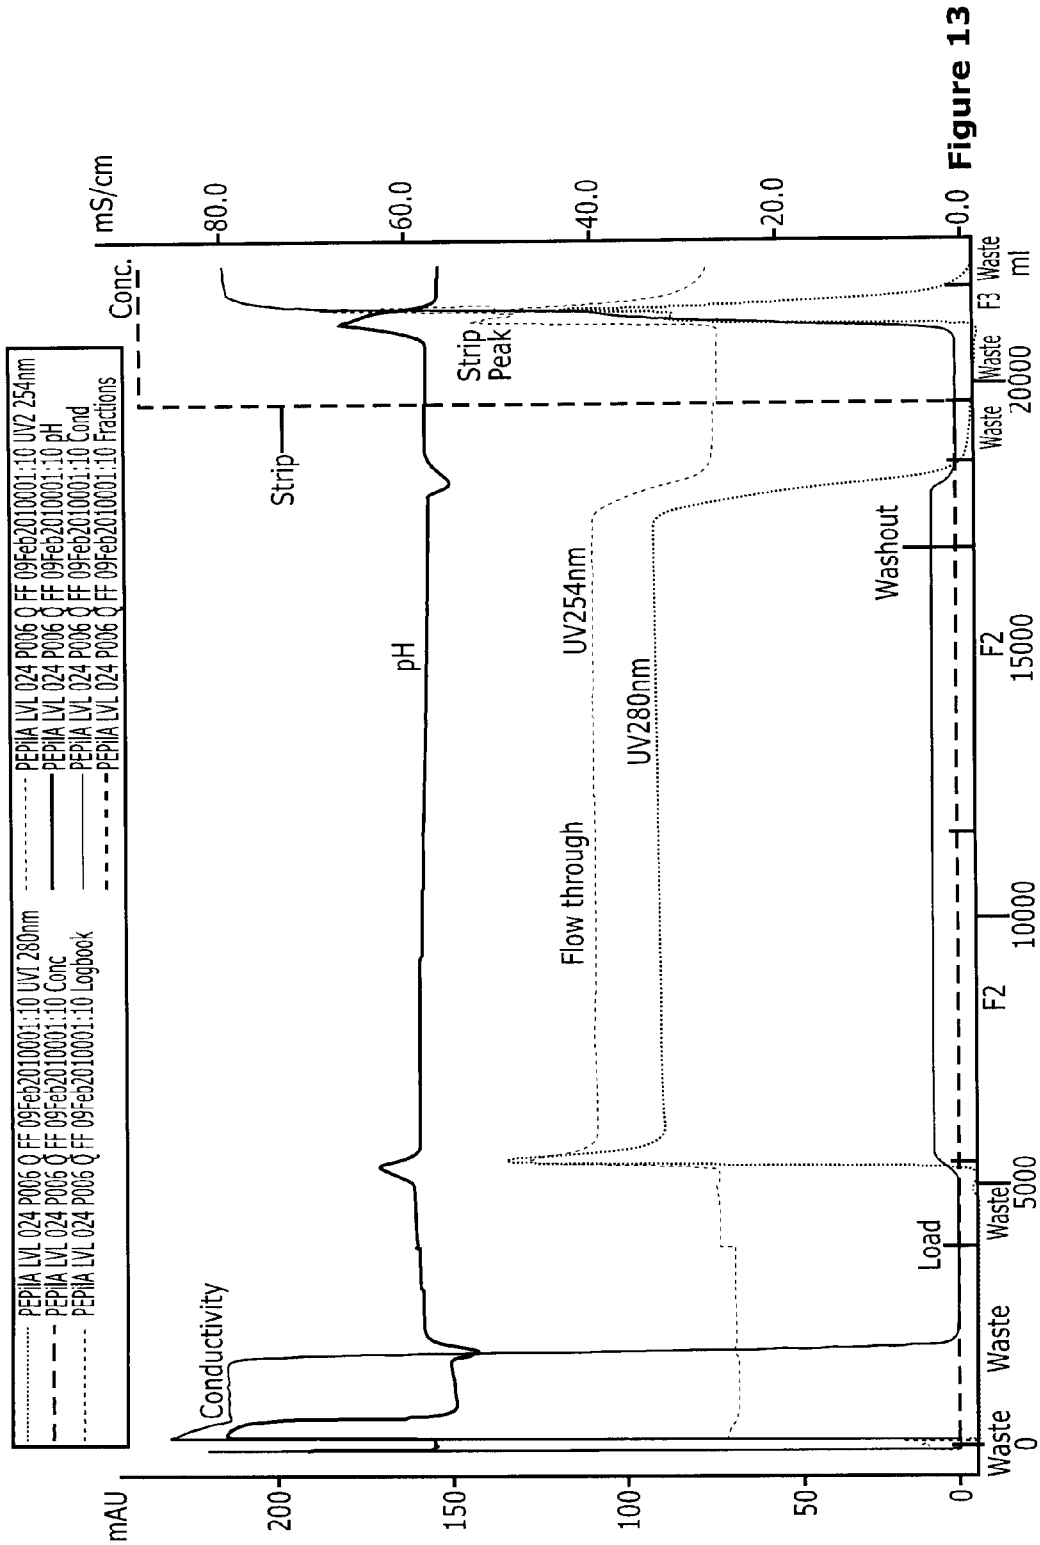 PEPiiA LVL 024 P006 Q FF 09Feb2010001:10 UV1 280nm
PEPiiA LVL 024 P006 Q FF 09Feb2010001:10 Conc
PEPiiA LVL 024 P006 Q FF 09Feb2010001:10 Logbook
PEPiiA LVL 024 P006 Q FF 09Feb2010001:10 UV2 254nm
PEPiiA LVL 024 P006 Q FF 09Feb2010001:10 pH
PEPiiA LVL 024 P006 Q FF 09Feb2010001:10 Cond
PEPiiA LVL 024 P006 Q FF 09Feb2010001:10 Fractions
mAU
mS/cm
200
150
100
50
0
80.0
60.0
40.0
20.0
0.0
Conc.
Conductivity
Strip
pH
Strip
Peak
UV254nm
Flow through
UV280nm
Washout
Load
Waste
Waste
Waste
F2
F2
Waste
Waste
F3
Waste
0
5000
10000
15000
20000
ml
Figure 13